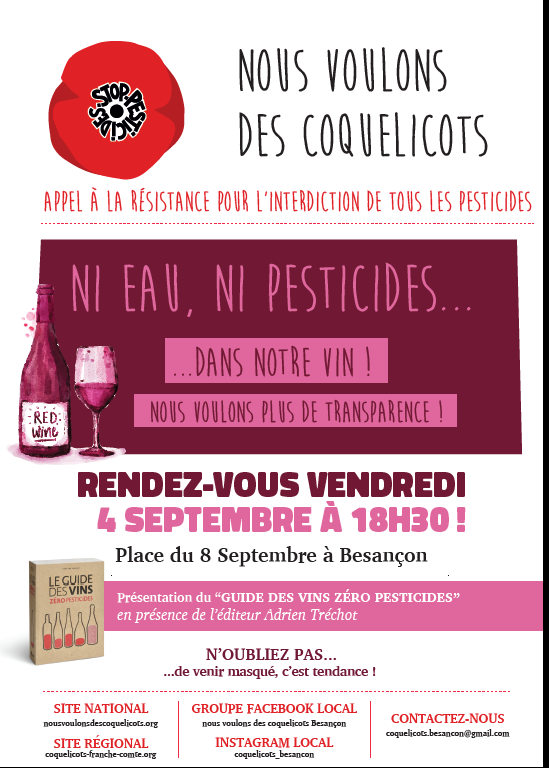 STOP PESTICIDES
NOUS VOULONS
DES COQUELICOTS
APPEL À LA RÉSISTANCE POUR L'INTERDICTION DE TOUS LES PESTICIDES
NI EAU, NI PESTICIDES...
...DANS NOTRE VIN !
NOUS VOULONS PLUS DE TRANSPARENCE !
RED
wine
RENDEZ-VOUS VENDREDI
4 SEPTEMBRE À 18H30 !
Place du 8 Septembre à Besançon
LE GUIDE
DES VINS
ZÉRO PESTICIDES
Présentation du “GUIDE DES VINS ZÉRO PESTICIDES”
en présence de l’éditeur Adrien Tréchot
N’OUBLIEZ PAS...
...de venir masqué, c’est tendance !
SITE NATIONAL
nousvoulonsdescoquelicots.org
SITE RÉGIONAL
coquelicots-franche-comte.org
GROUPE FACEBOOK LOCAL
nous voulons des coquelicots Besançon
INSTAGRAM LOCAL
coquelicots_besancon
CONTACTEZ-NOUS
coquelicots.besancon@gmail.com